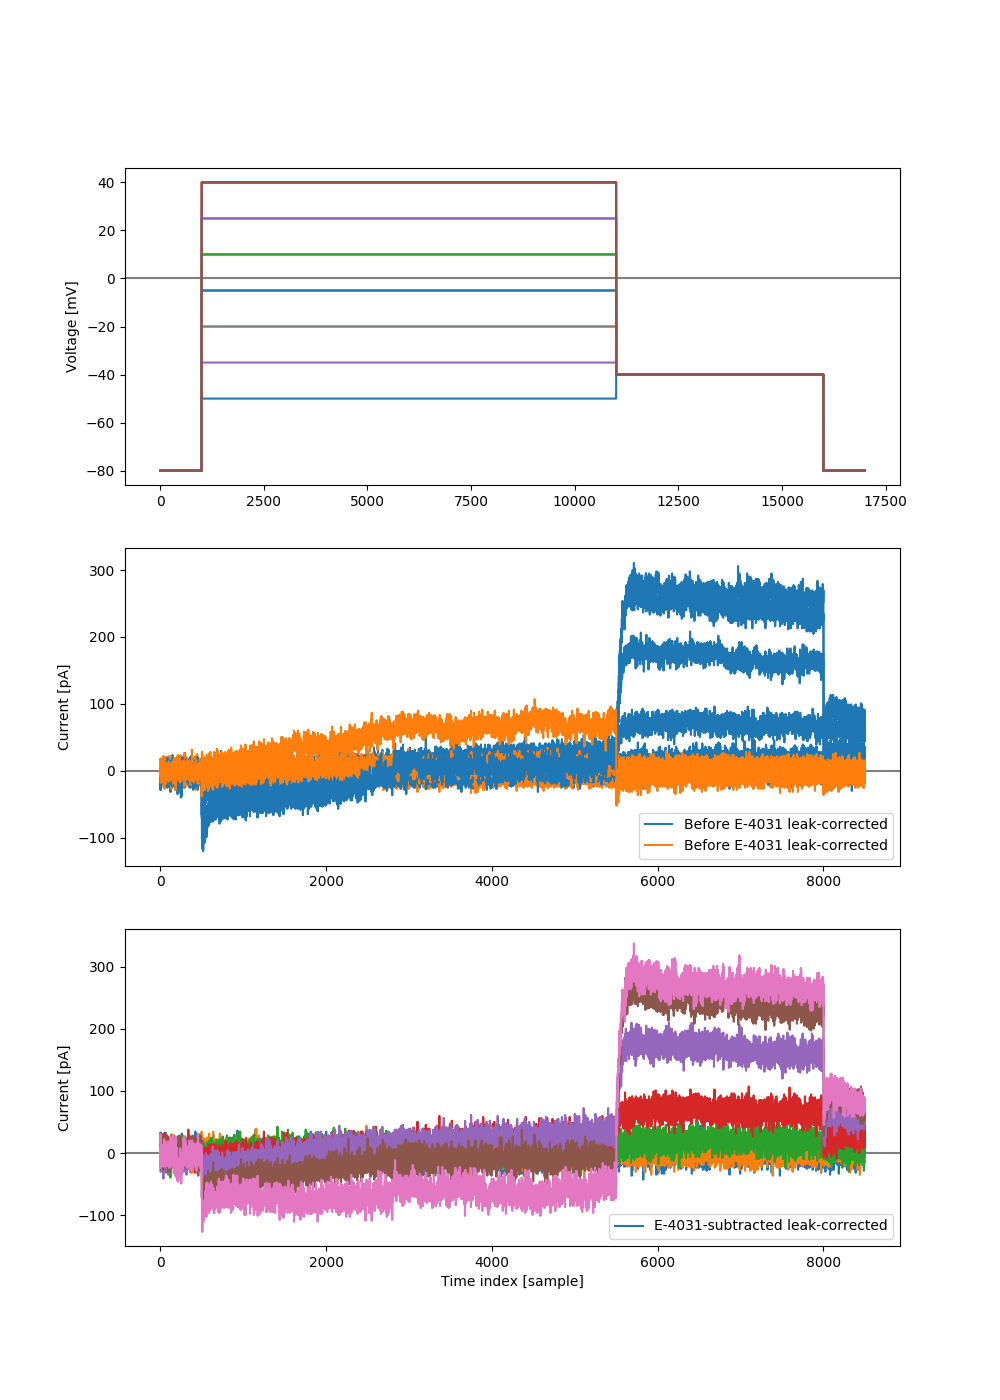 40
20
0
−20
−40
−60
−80
Voltage [mV]
0 2500 5000 7500 10000 12500 15000 17500
300
200
100
0
−100
Current [pA]
Before E-4031 leak-corrected
Before E-4031 leak-corrected
0 2000 4000 6000 8000
300
200
100
0
−100
Current [pA]
E-4031-subtracted leak-corrected
0 2000 4000 6000 8000
Time index [sample]